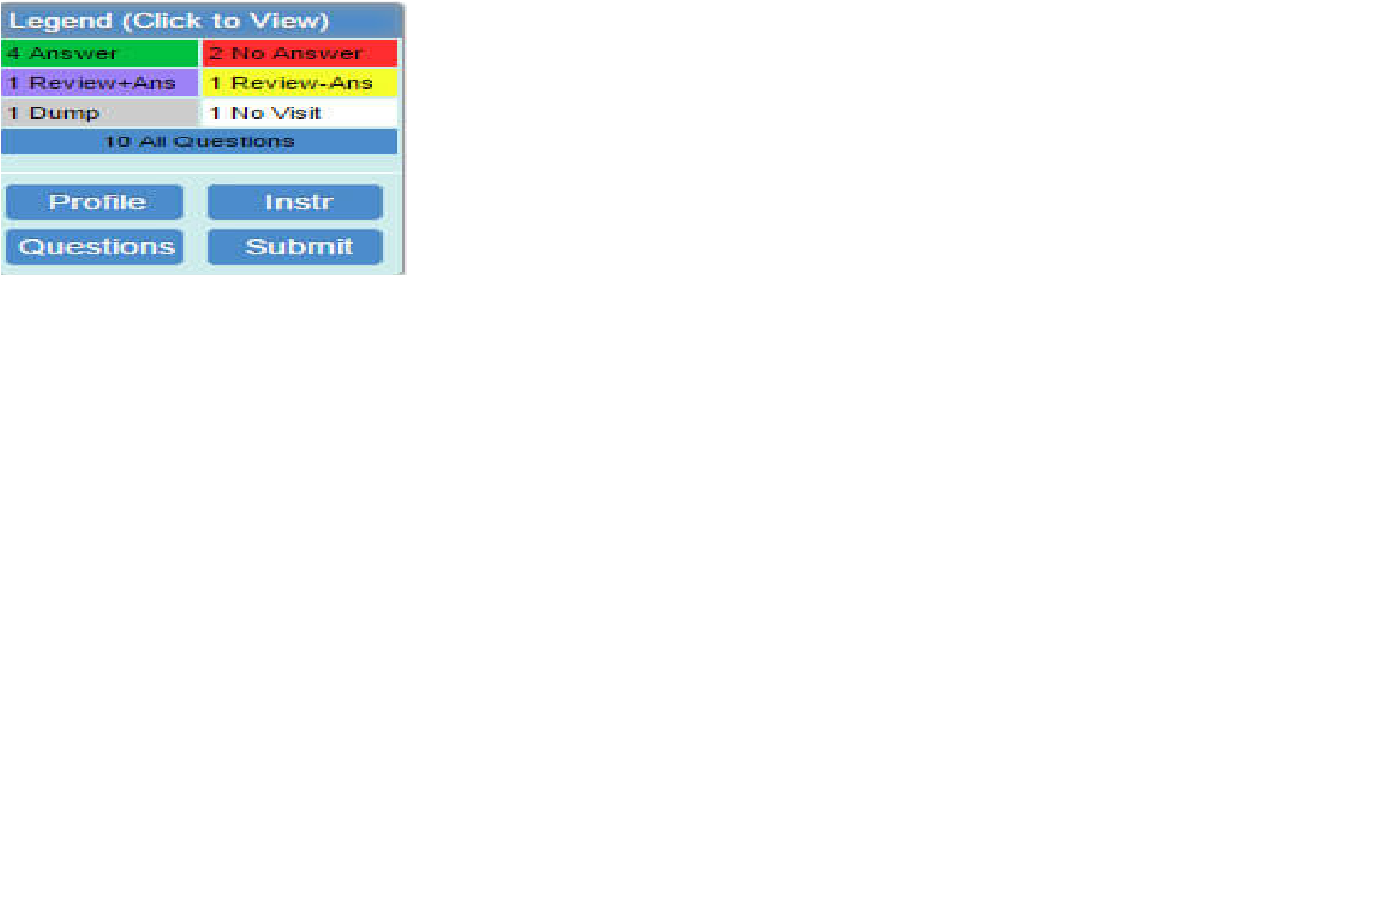 Legend (Click to View)
4 Answer 2 No Answer
1 Review+Ans 1 Review-Ans
1 Dump 1 No Visit
10 All Questions
Profile Instr
Questions Submit